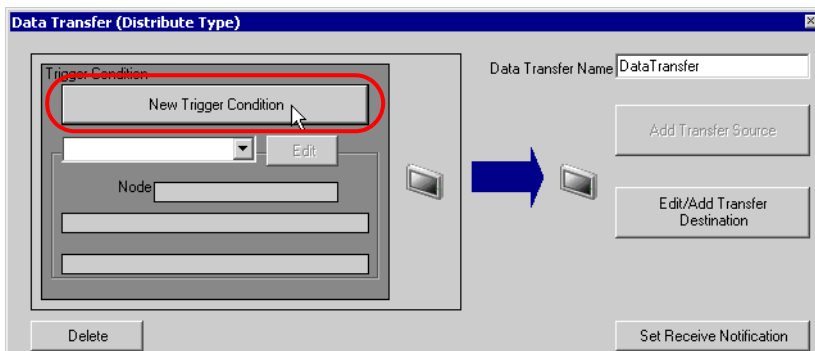 Data Transfer (Distribute Type)
Trigger Condition
New Trigger Condition
Edit
Node
Data Transfer Name DataTransfer
Add Transfer Source
Edit/Add Transfer
Destination
Delete
Set Receive Notification